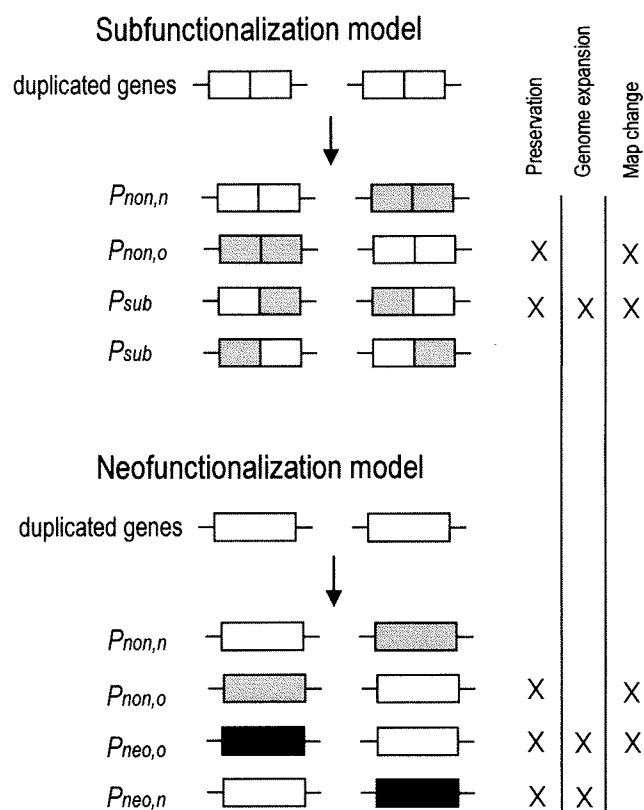 Subfunctionalization model
duplicated genes
Preservation
Genome expansion
Map change
Pnon,n
Pnon,o X X
Psub X X X
Psub
Neofunctionalization model
duplicated genes
Pnon,n
Pnon,o X X
Pneo,o X X X
Pneo,n X X